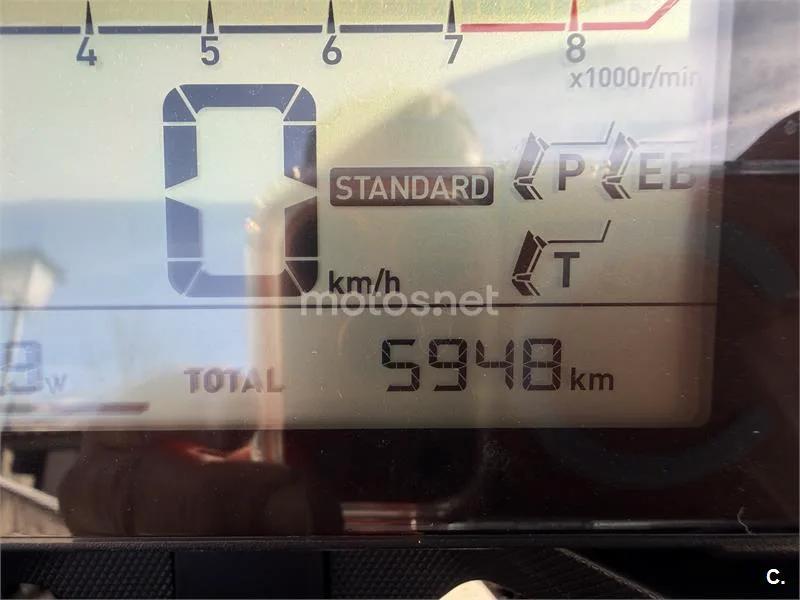 4 5 6 7 8
x1000r/min
0 km/h
STANDARD
P EB
T
motos.net
TOTAL 5948 km
C.